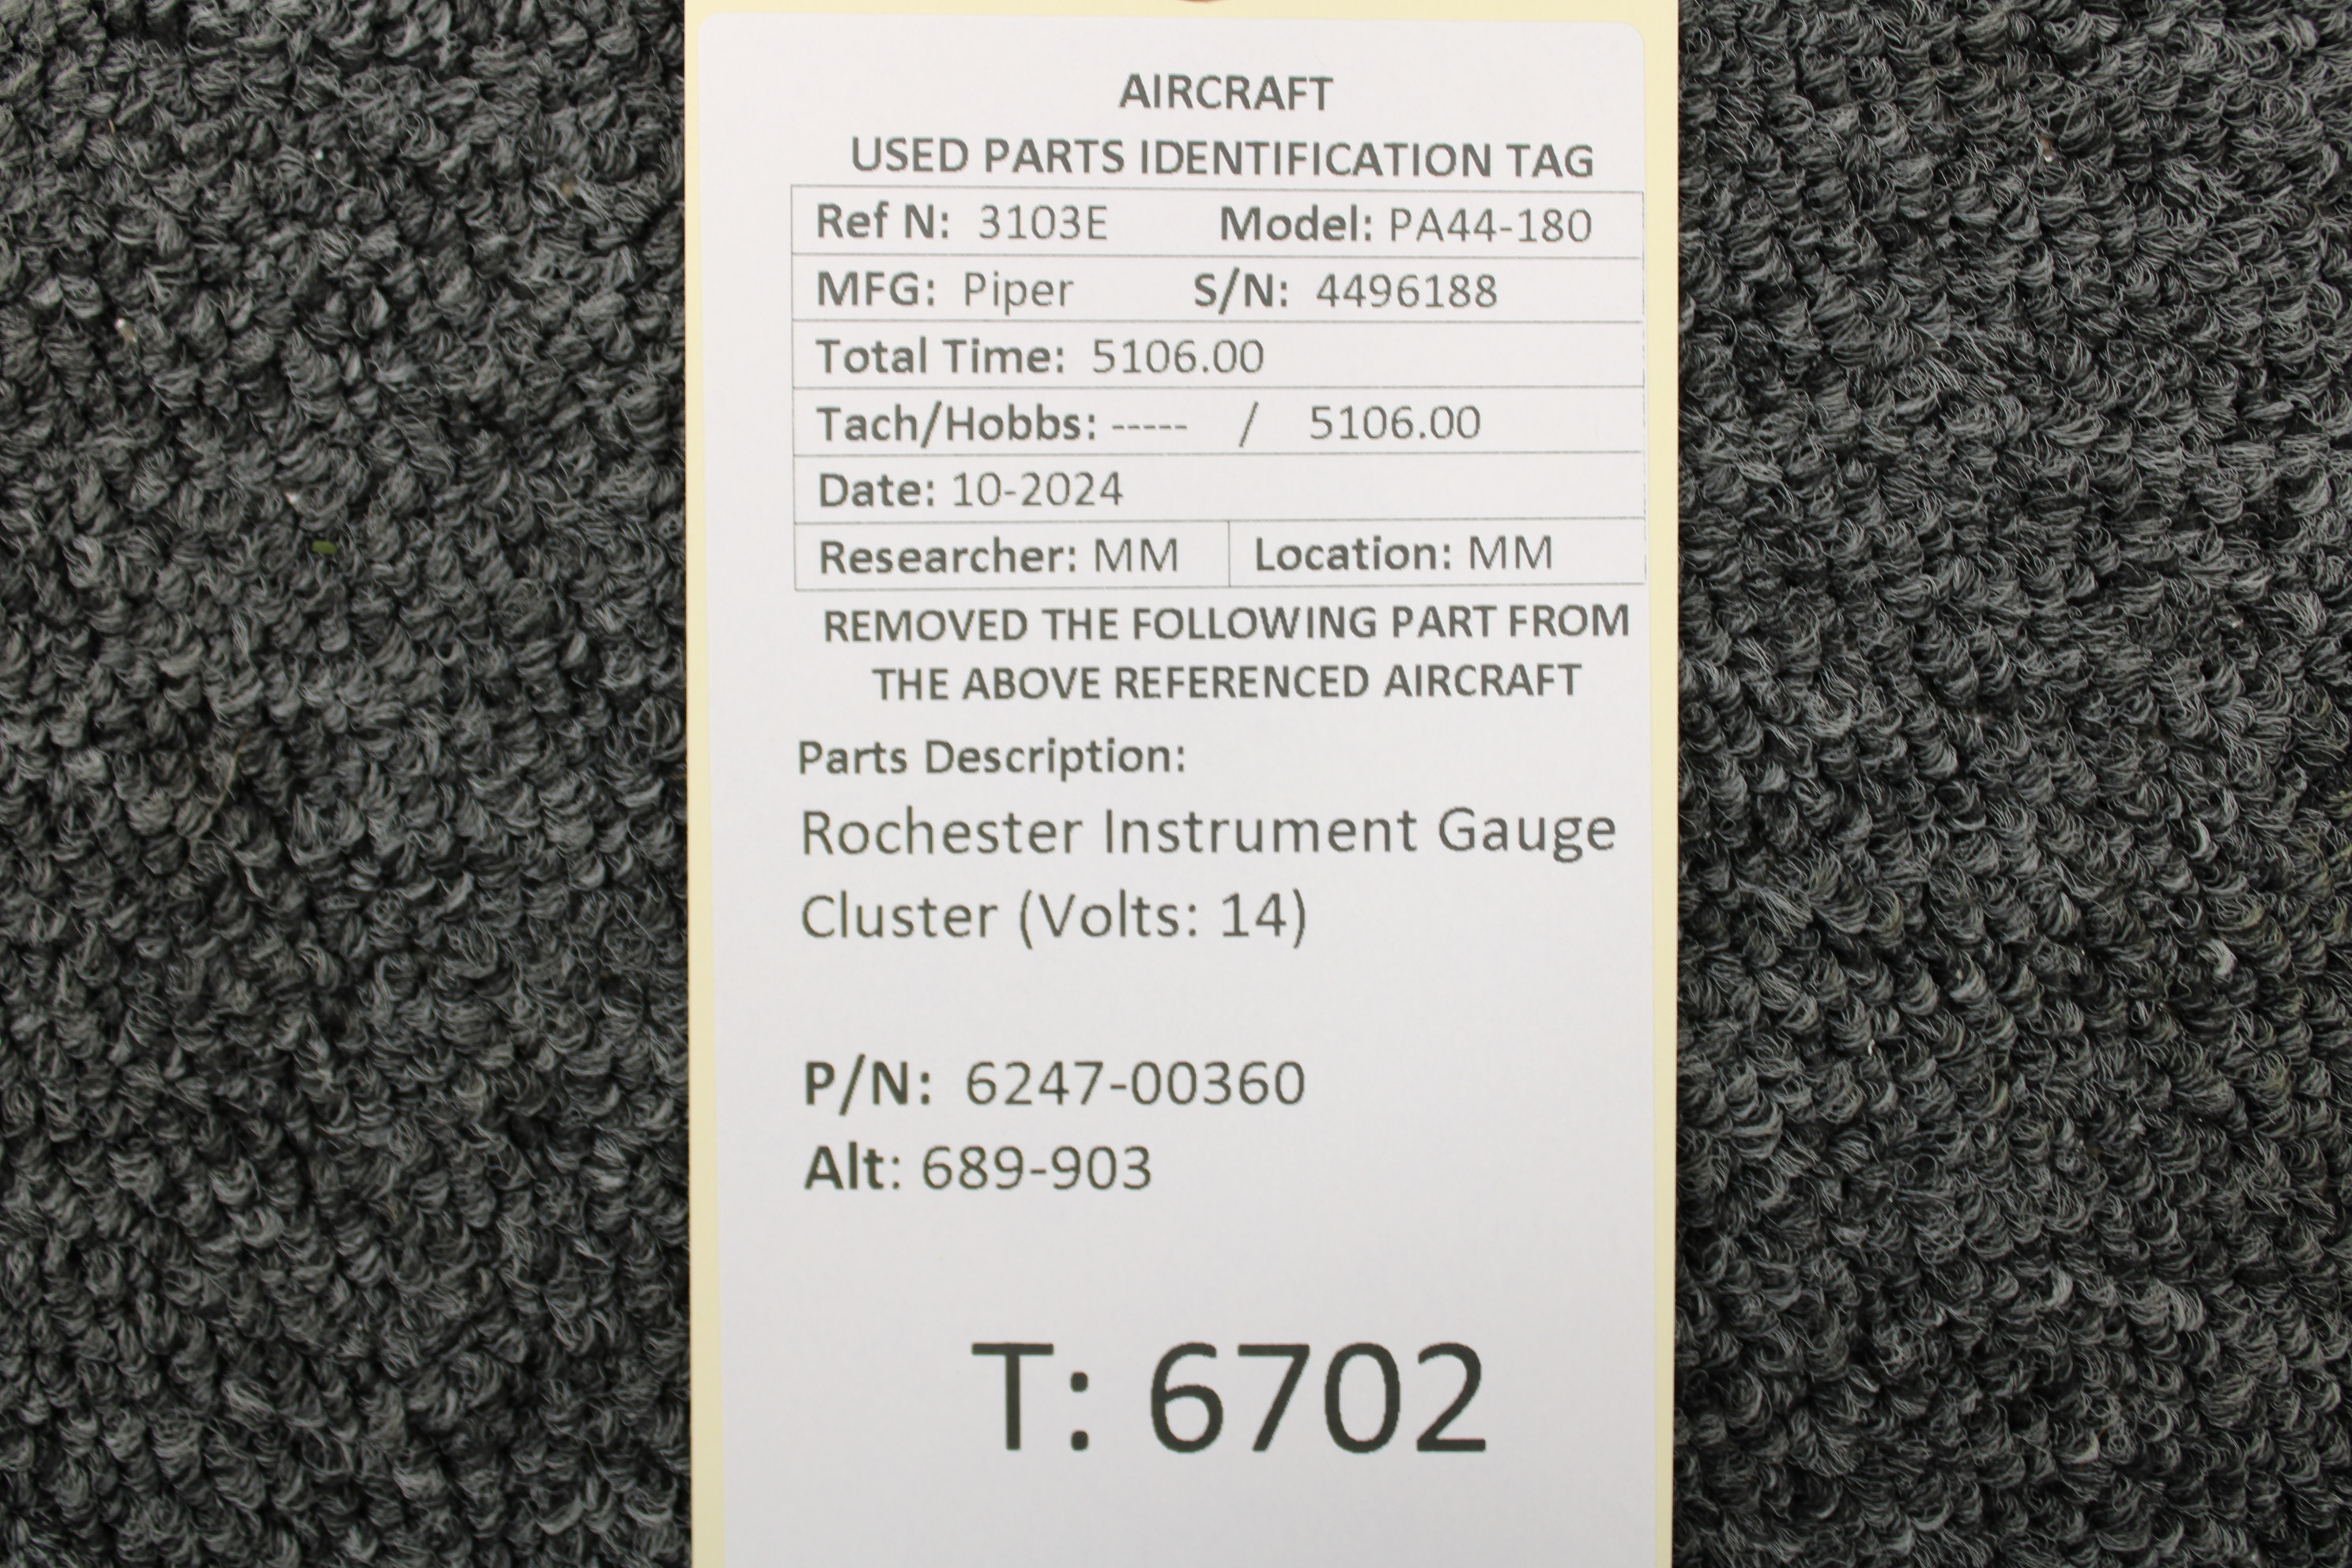 AIRCRAFT
USED PARTS IDENTIFICATION TAG
Ref N: 3103E Model: PA44-180
MFG: Piper S/N: 4496188
Total Time: 5106.00
Tach/Hobbs: ----- / 5106.00
Date: 10-2024
Researcher: MM Location: MM
REMOVED THE FOLLOWING PART FROM
THE ABOVE REFERENCED AIRCRAFT
Parts Description:
Rochester Instrument Gauge
Cluster (Volts: 14)
P/N: 6247-00360
Alt: 689-903
T: 6702